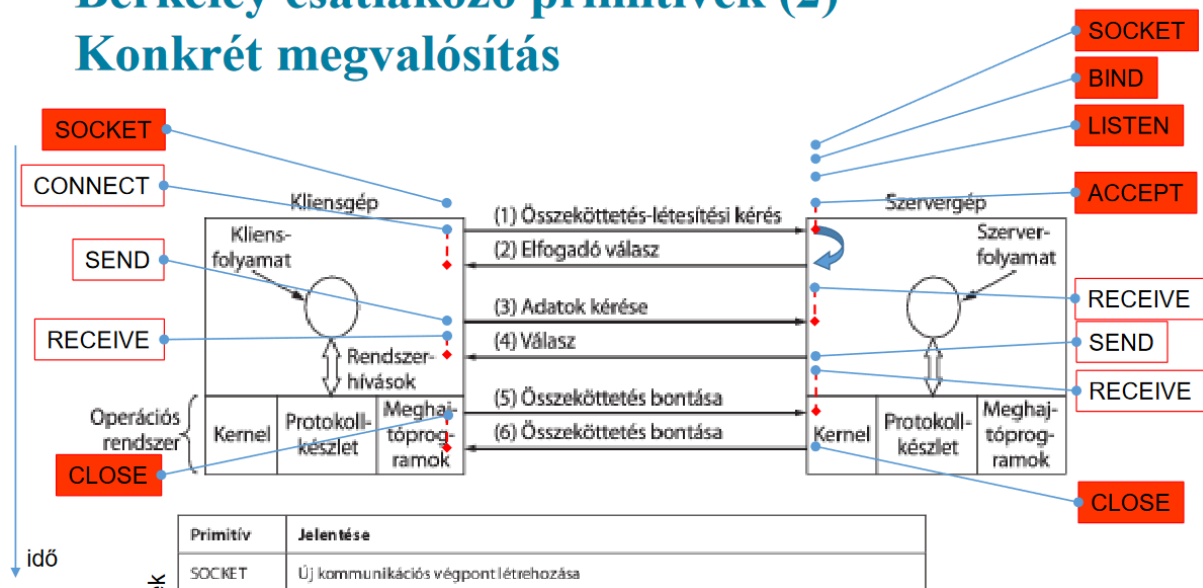 Berkeley csatlakozó primitívek (2)
Konkrét megvalósítás
SOCKET
BIND
LISTEN
ACCEPT
SOCKET
CONNECT
SEND
RECEIVE
Kliensgép
Kliens-
folyamat
Rendszer-
hívások
Operációs
rendszer
Kernel
Protokoll-
készlet
Meghaj-
tóprog-
ramok
CLOSE
(1) Összeköttetés-létesítési kérés
(2) Elfogadó válasz
(3) Adatok kérése
(4) Válasz
(5) Összeköttetés bontása
(6) Összeköttetés bontása
Szervergép
Szerver-
folyamat
Kernel
Protokoll-
készlet
Meghaj-
tóprog-
ramok
RECEIVE
SEND
RECEIVE
CLOSE
idő
Primitív Jelentése
SOCKET Új kommunikációs végpont létrehozása